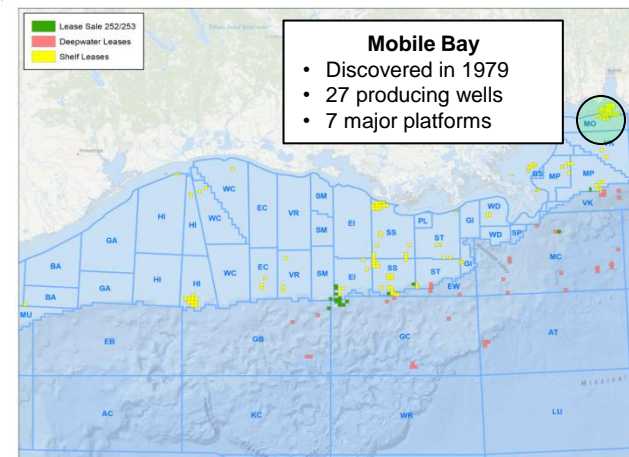 Lease Sale 252/253
Deepwater Leases
Shelf Leases
Mobile Bay
• Discovered in 1979
• 27 producing wells
• 7 major platforms
MO
VK
BS
MP
MP
WC
SM
HI
WC
EC
VR
EI
SS
PL
GI
WD
VK
HI
SM
ST
WD
SP
GA
MC
BA
WC
EC
VR
SM
EI
SS
ST
GI
BA
GA
HI
HI
EW
MU
EB
GB
GC
AT
AC
KC
WR
LU